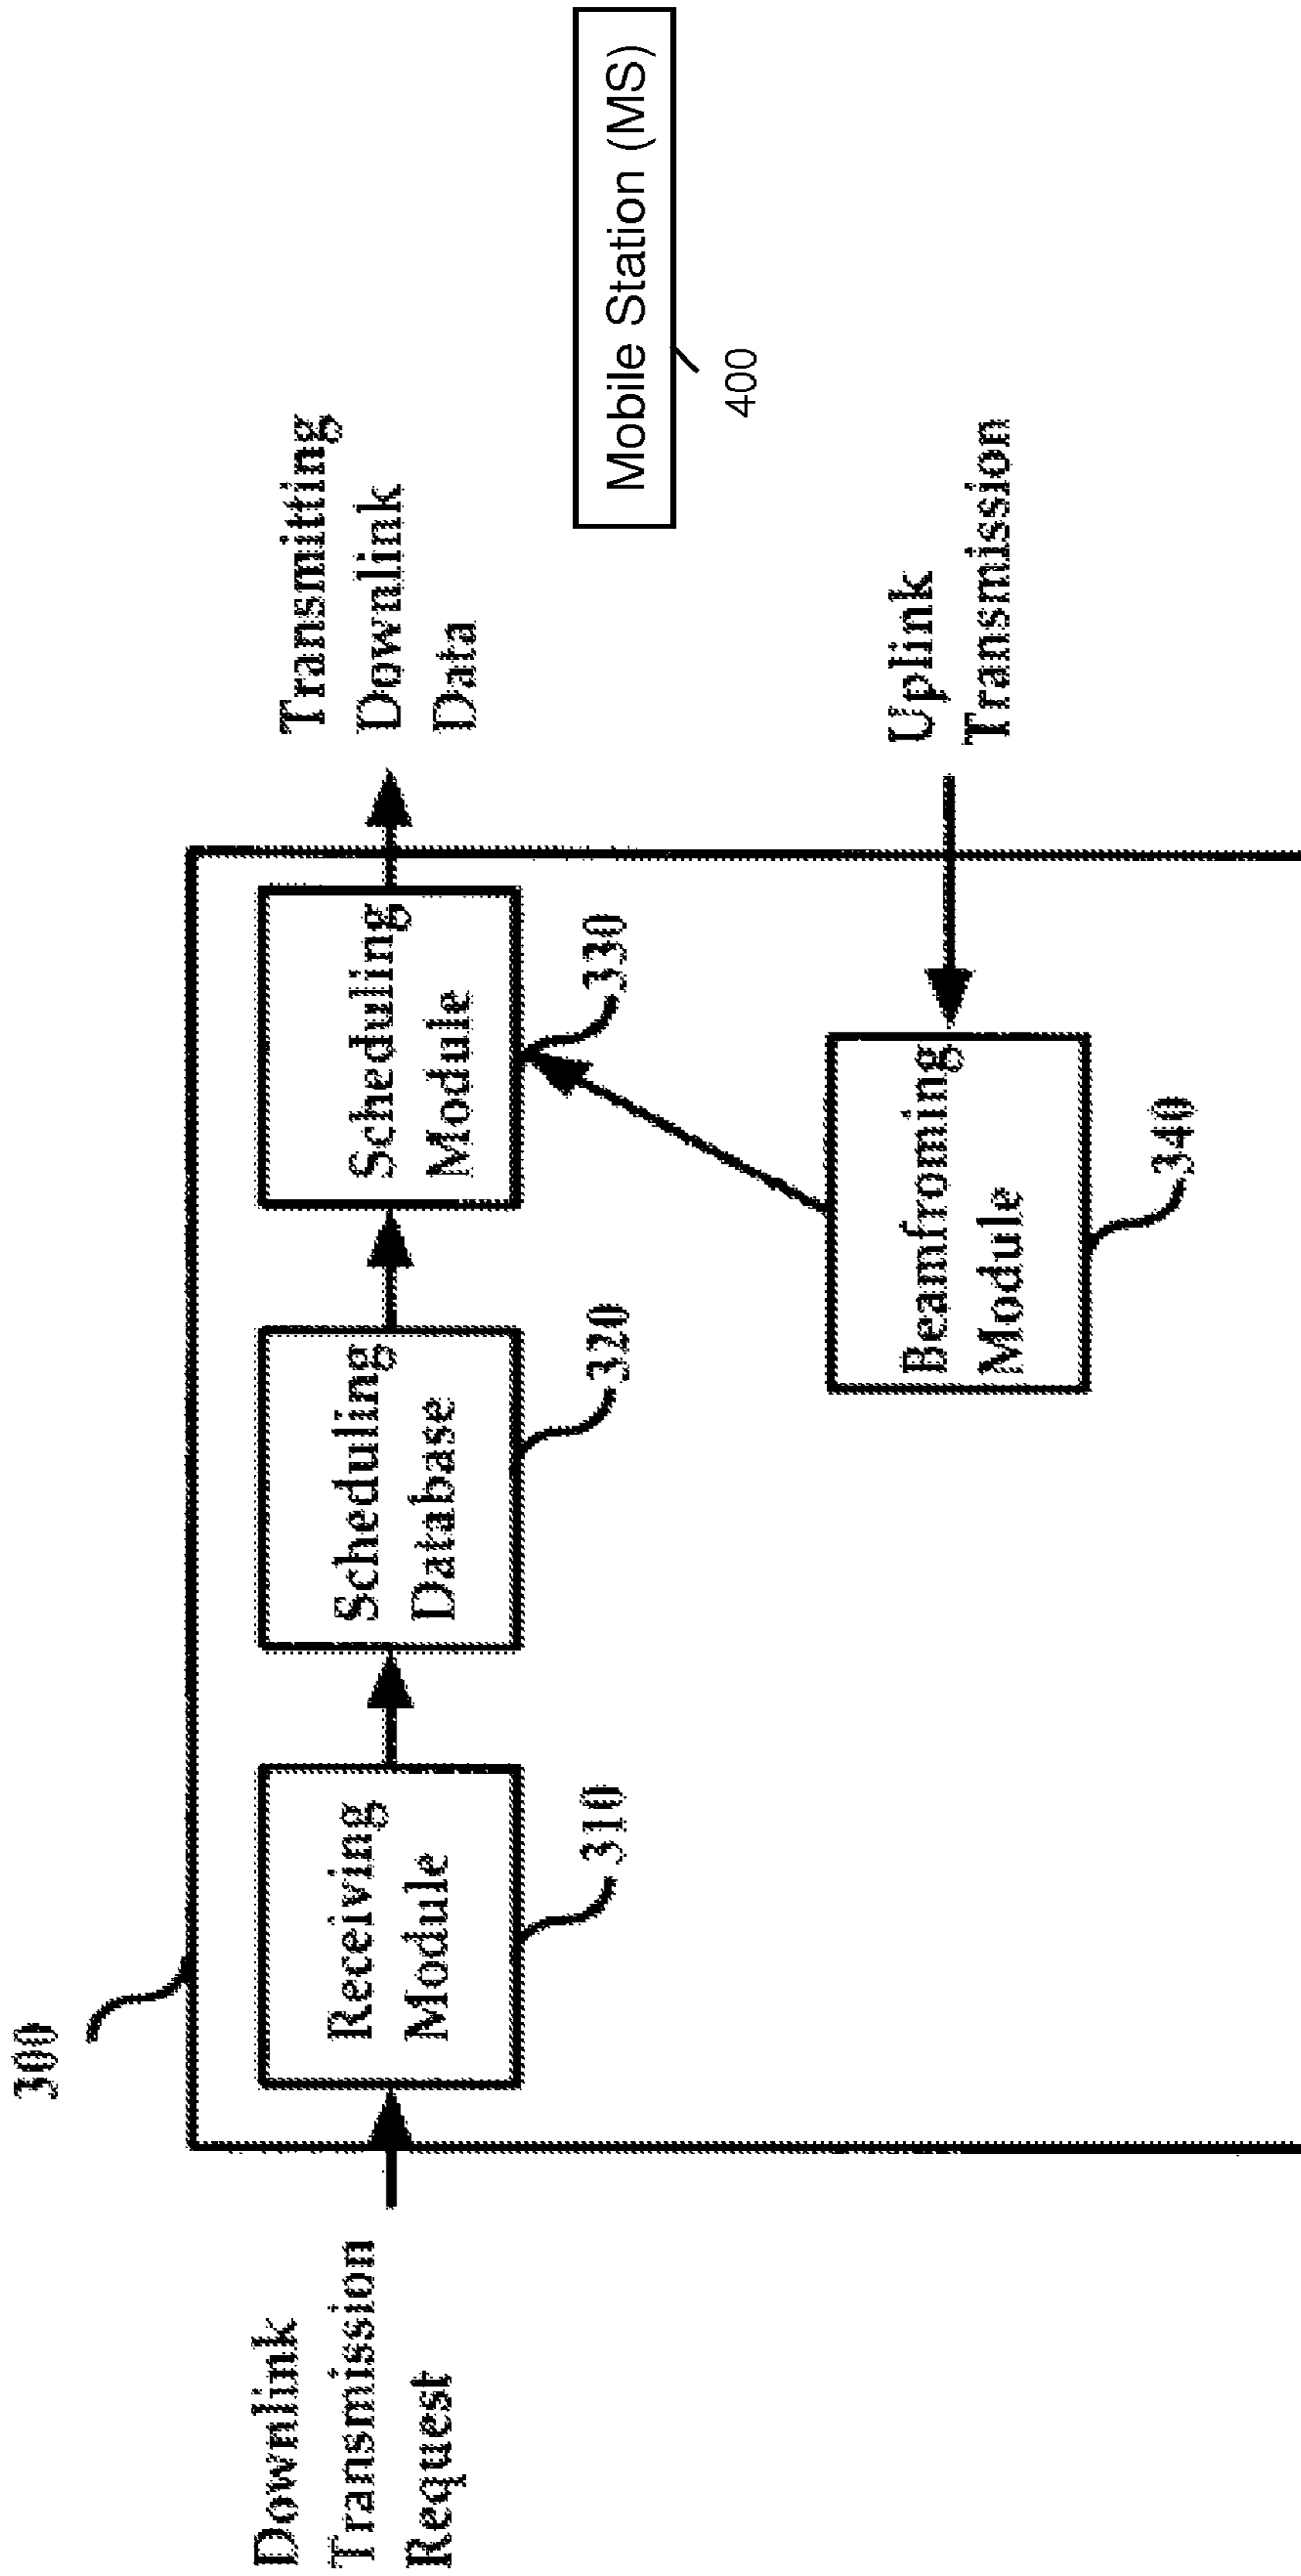 300
Downlink
Transmission
Request
Receiving
Module
310
Scheduling
Database
320
Scheduling
Module
330
Transmitting
Downlink
Data
Mobile Station (MS)
400
Beamfroming
Module
340
Uplink
Transmission